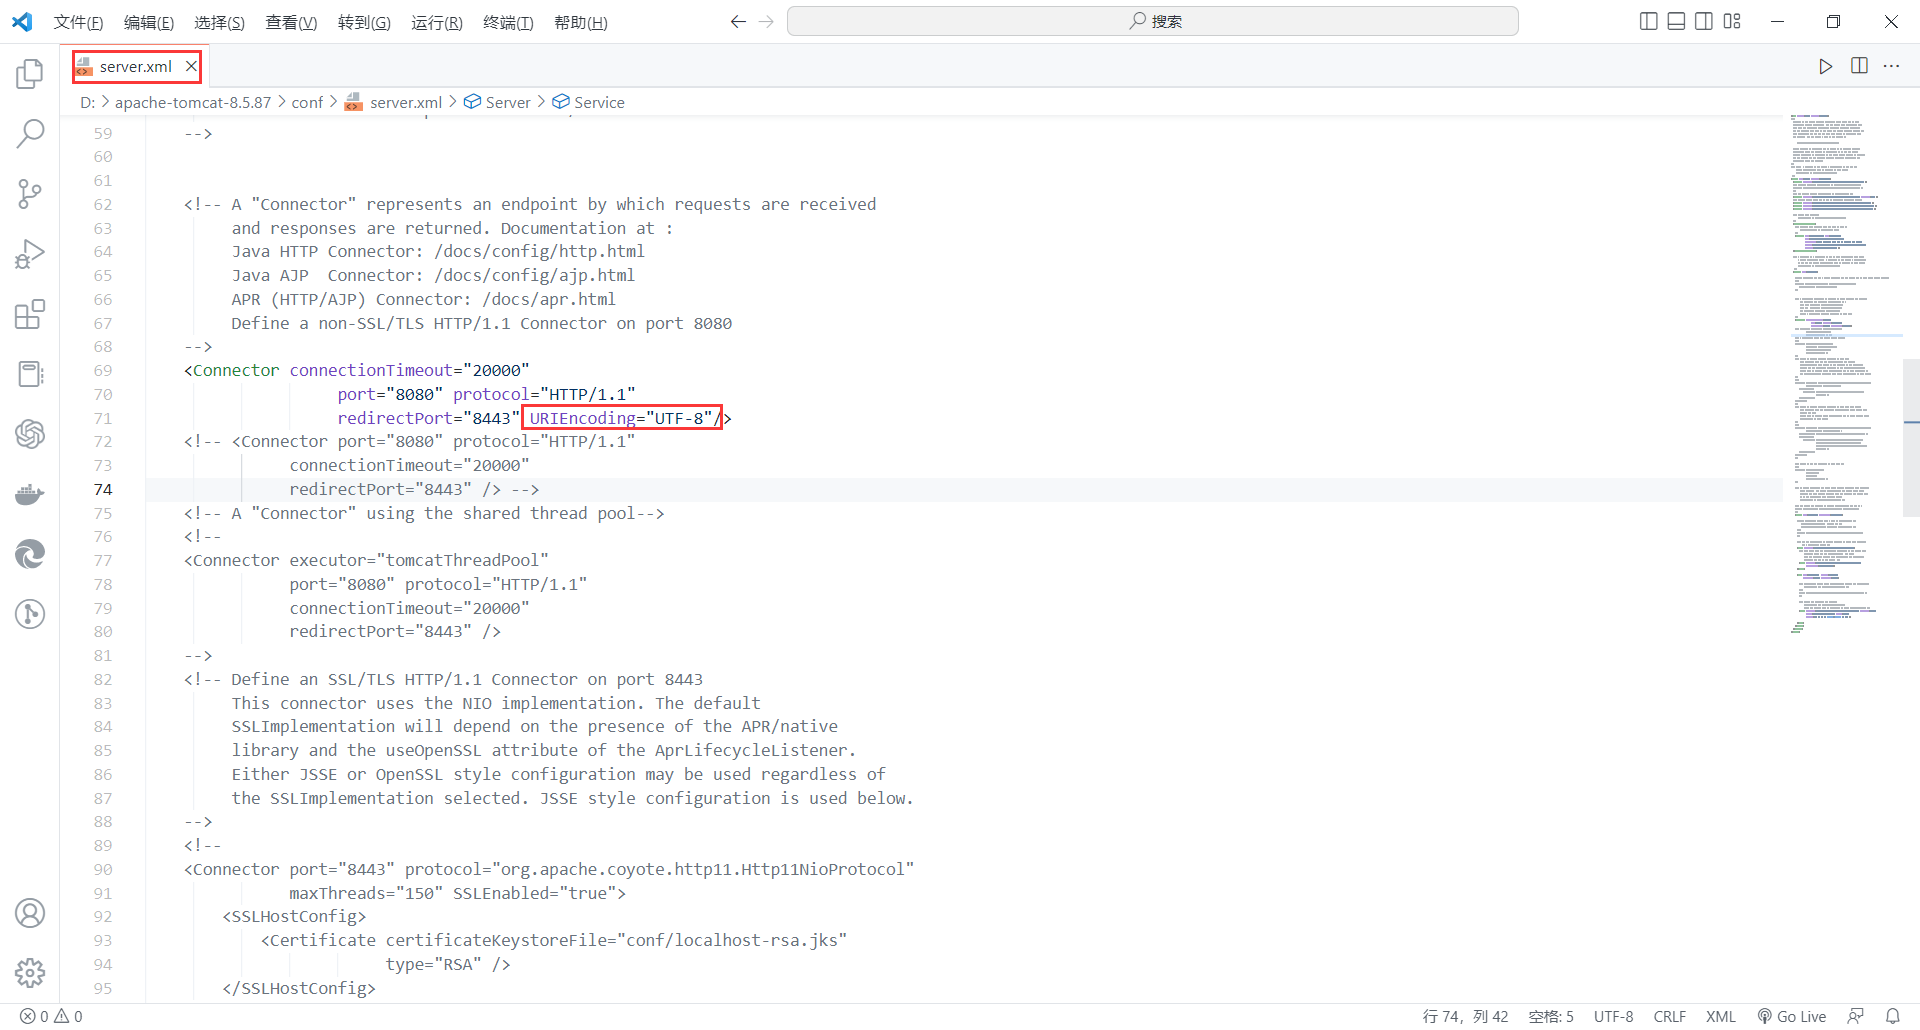 文件(F) 编辑(E) 选择(S) 查看(V) 转到(G) 运行(R) 终端(T) 帮助(H) 搜索
server.xml
D: > apache-tomcat-8.5.87 > conf > server.xml > Server > Service
59 -->
60
61
62 <!-- A "Connector" represents an endpoint by which requests are received
63 and responses are returned. Documentation at :
64 Java HTTP Connector: /docs/config/http.html
65 Java AJP  Connector: /docs/config/ajp.html
66 APR (HTTP/AJP) Connector: /docs/apr.html
67 Define a non-SSL/TLS HTTP/1.1 Connector on port 8080
68 -->
69 <Connector connectionTimeout="20000"
70 port="8080" protocol="HTTP/1.1"
71 redirectPort="8443" URIEncoding="UTF-8"/>
72 <!-- <Connector port="8080" protocol="HTTP/1.1"
73 connectionTimeout="20000"
74 redirectPort="8443" /> -->
75 <!-- A "Connector" using the shared thread pool-->
76 <!--
77 <Connector executor="tomcatThreadPool"
78 port="8080" protocol="HTTP/1.1"
79 connectionTimeout="20000"
80 redirectPort="8443" />
81 -->
82 <!-- Define an SSL/TLS HTTP/1.1 Connector on port 8443
83 This connector uses the NIO implementation. The default
84 SSLImplementation will depend on the presence of the APR/native
85 library and the useOpenSSL attribute of the AprLifecycleListener.
86 Either JSSE or OpenSSL style configuration may be used regardless of
87 the SSLImplementation selected. JSSE style configuration is used below.
88 -->
89 <!--
90 <Connector port="8443" protocol="org.apache.coyote.http11.Http11NioProtocol"
91 maxThreads="150" SSLEnabled="true">
92 <SSLHostConfig>
93 <Certificate certificateKeystoreFile="conf/localhost-rsa.jks"
94 type="RSA" />
95 </SSLHostConfig>
0 0 行 74, 列 42 空格: 5 UTF-8 CRLF XML Go Live